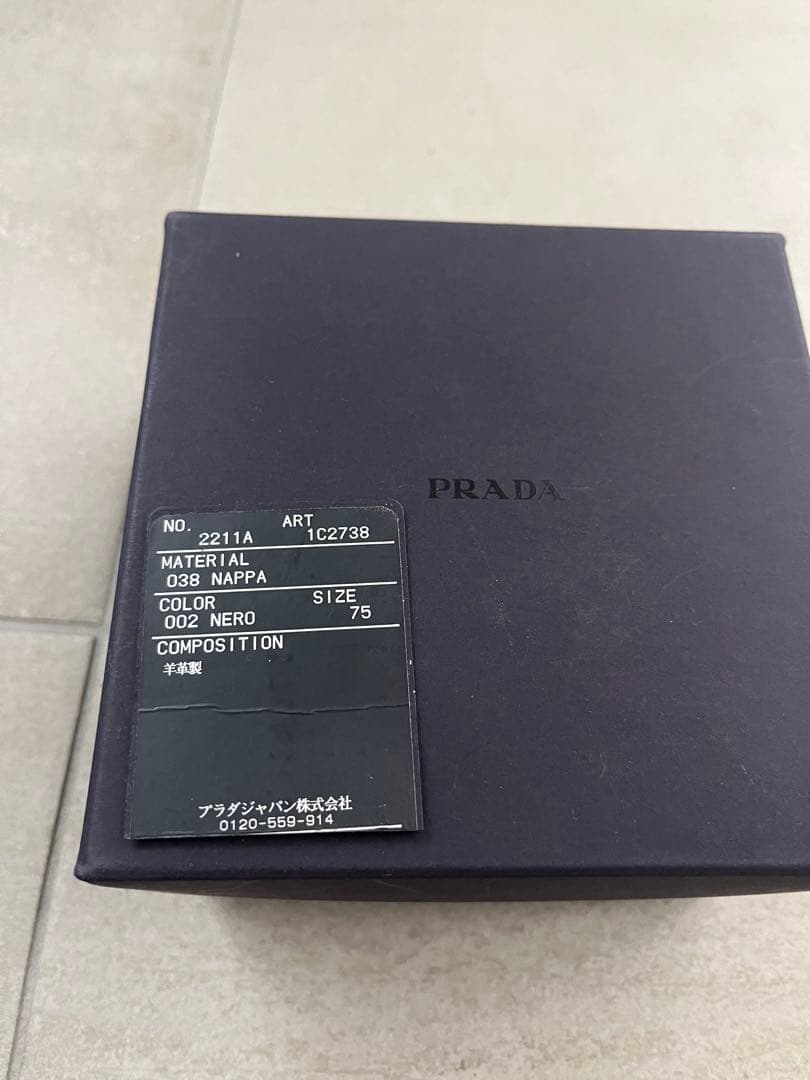 PRADA
NO. ART
2211A 1C2738
MATERIAL
038 NAPPA
COLOR SIZE
002 NERO 75
COMPOSITION
羊革製
プラダジャパン株式会社
0120-559-914